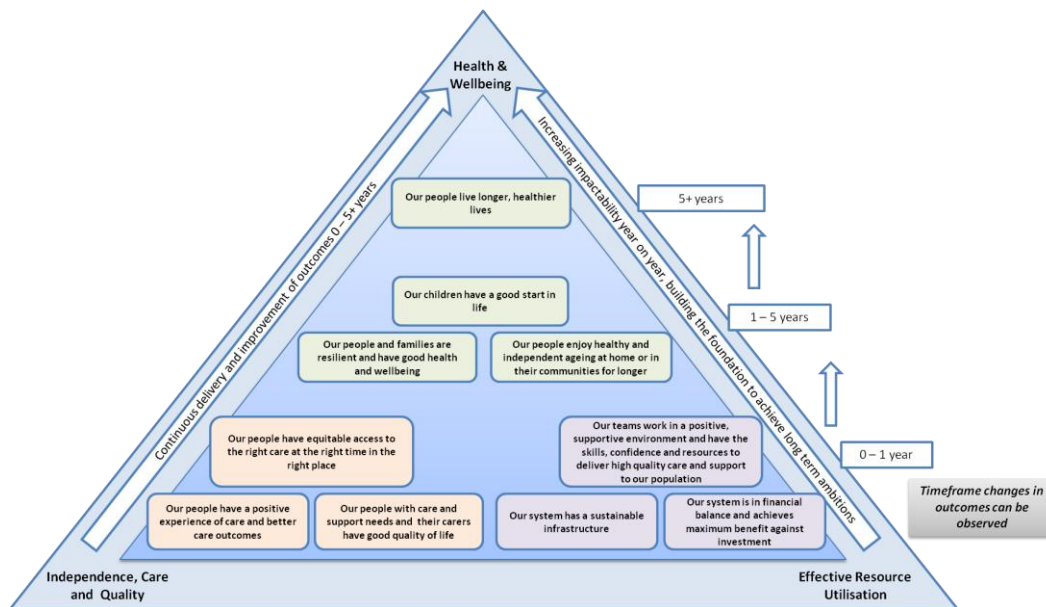 Health &
Wellbeing
Continuous delivery and improvement of outcomes 0 – 5+ years
Increasing impactability year on year, building the foundation to achieve long term ambitions
Our people live longer, healthier
lives
5+ years
Our children have a good start in
life
1 – 5 years
Our people and families are
resilient and have good health
and wellbeing
Our people enjoy healthy and
independent ageing at home or in
their communities for longer
Our people have equitable access to
the right care at the right time in the
right place
Our teams work in a positive,
supportive environment and have the
skills, confidence and resources to
deliver high quality care and support
to our population
0 – 1 year
Timeframe changes in
outcomes can be
observed
Our people have a positive
experience of care and better
care outcomes
Our people with care and
support needs and their carers
have good quality of life
Our system has a sustainable
infrastructure
Our system is in financial
balance and achieves
maximum benefit against
investment
Independence, Care
and Quality
Effective Resource
Utilisation